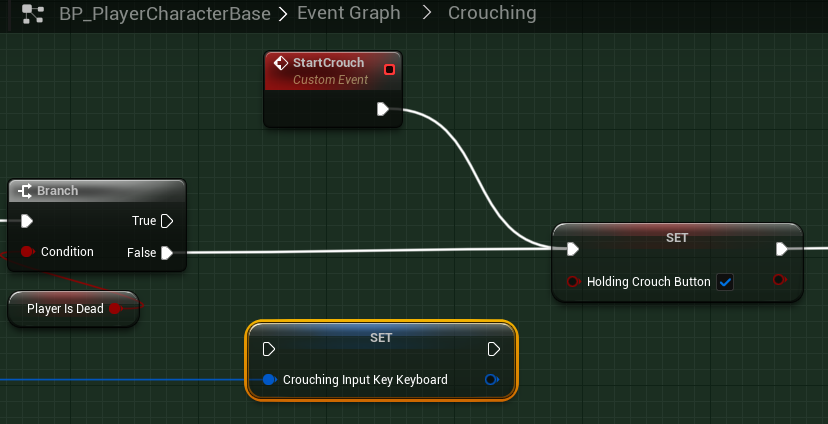 BP_PlayerCharacterBase > Event Graph > Crouching
StartCrouch
Custom Event
Branch
True
Condition
False
Player Is Dead
SET
Holding Crouch Button
SET
Crouching Input Key Keyboard